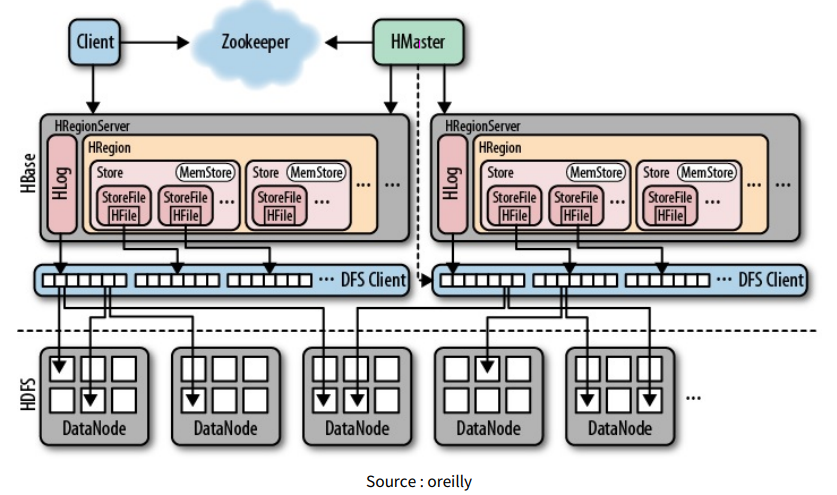 Client
Zookeeper
HMaster
HBase
HRegionServer
HLog
HRegion
Store
MemStore
StoreFile
HFile
StoreFile
HFile
...
Store
MemStore
StoreFile
HFile
...
...
...
HRegionServer
HLog
HRegion
Store
MemStore
StoreFile
HFile
StoreFile
HFile
...
Store
MemStore
StoreFile
HFile
...
...
...
... DFS Client
... DFS Client
HDFS
DataNode
DataNode
DataNode
DataNode
DataNode
...
Source : oreilly